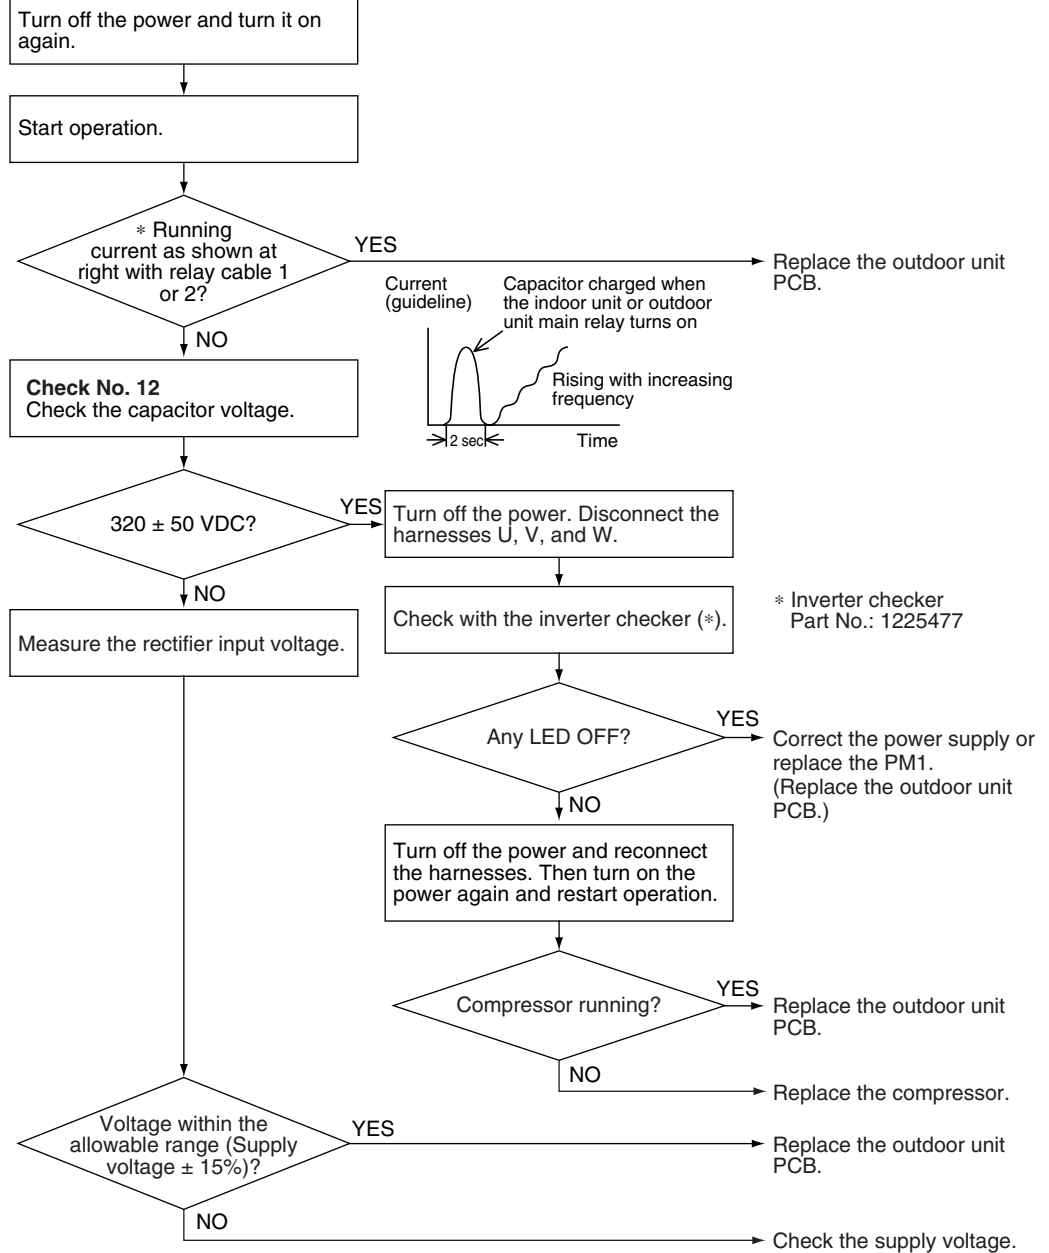 Turn off the power and turn it on
again.
Start operation.
∗ Running
current as shown at
right with relay cable 1
or 2?
YES
Replace the outdoor unit
PCB.
NO
Current
(guideline)
Capacitor charged when
the indoor unit or outdoor
unit main relay turns on
Rising with increasing
frequency
2 sec
Time
Check No. 12
Check the capacitor voltage.
320 ± 50 VDC?
YES
Turn off the power. Disconnect the
harnesses U, V, and W.
NO
Check with the inverter checker (∗).
∗ Inverter checker
Part No.: 1225477
Measure the rectifier input voltage.
Any LED OFF?
YES
Correct the power supply or
replace the PM1.
(Replace the outdoor unit
PCB.)
NO
Turn off the power and reconnect
the harnesses. Then turn on the
power again and restart operation.
Compressor running?
YES
Replace the outdoor unit
PCB.
NO
Replace the compressor.
Voltage within the
allowable range (Supply
voltage ± 15%)?
YES
Replace the outdoor unit
PCB.
NO
Check the supply voltage.